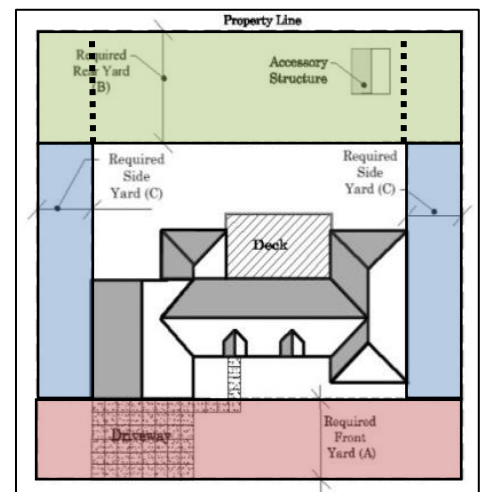 Property Line
Required
Rear Yard
(B)
Accessory
Structure
Required
Side
Yard (C)
Required
Side
Yard (C)
Deck
Driveway
Required
Front
Yard (A)